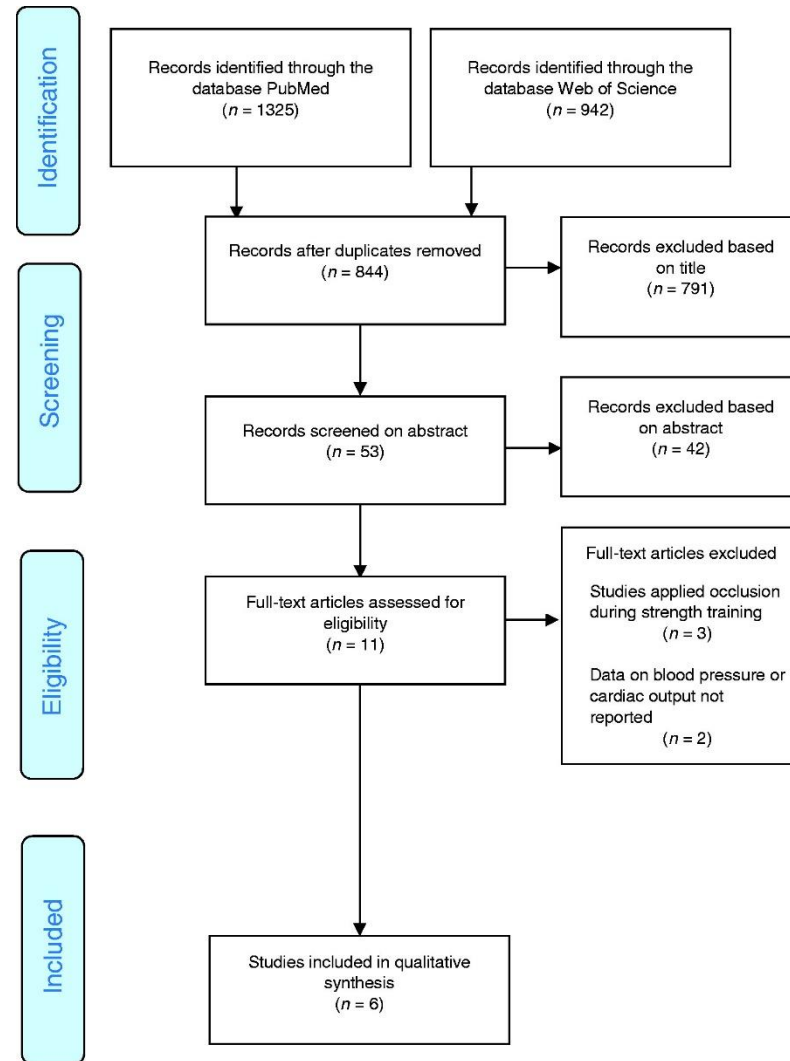 Identification
Records identified through the
database PubMed
(n = 1325)
Records identified through the
database Web of Science
(n = 942)
Records after duplicates removed
(n = 844)
Records excluded based
on title
(n = 791)
Screening
Records screened on abstract
(n = 53)
Records excluded based
on abstract
(n = 42)
Eligibility
Full-text articles assessed for
eligibility
(n = 11)
Full-text articles excluded
Studies applied occlusion
during strength training
(n = 3)
Data on blood pressure or
cardiac output not
reported
(n = 2)
Included
Studies included in qualitative
synthesis
(n = 6)